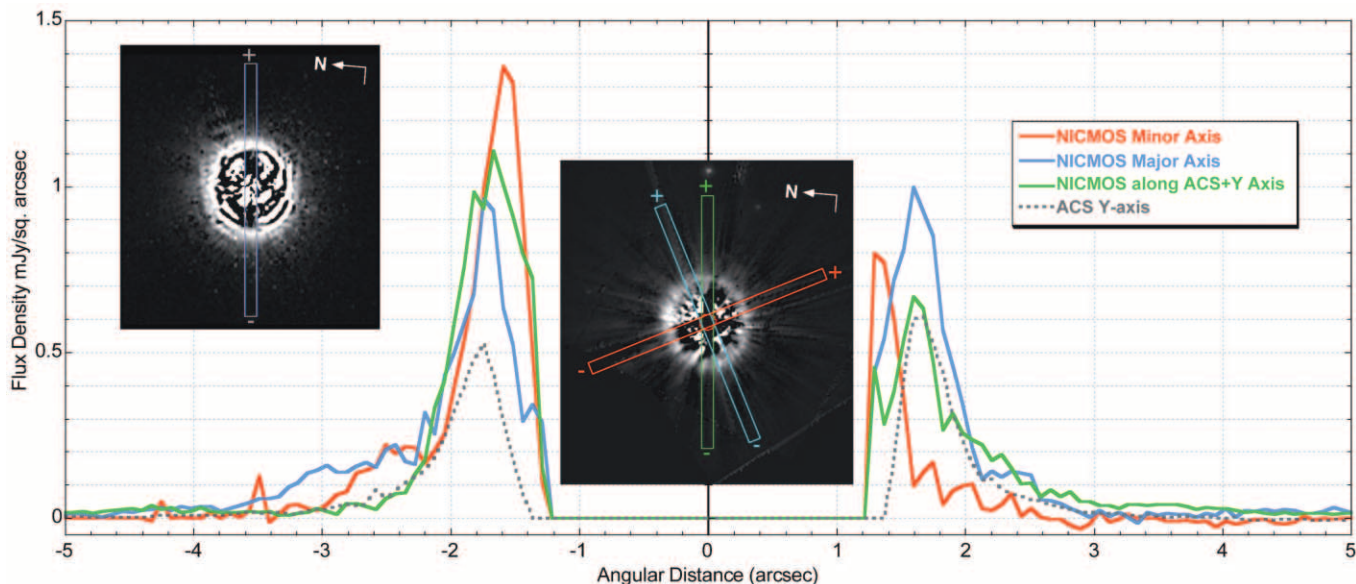 1.5
1
0.5
0
Flux Density mJy/sq. arcsec
+
N
-
+
+
+
N
-
-
-
NICMOS Minor Axis
NICMOS Major Axis
NICMOS along ACS+Y Axis
ACS Y-axis
-5 -4 -3 -2 -1 0 1 2 3 4 5
Angular Distance (arcsec)